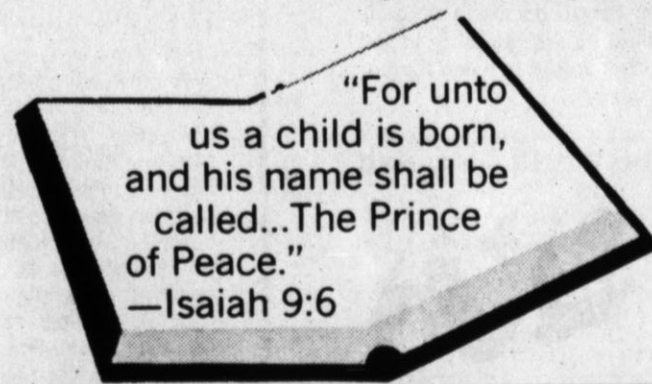 “For unto
us a child is born,
and his name shall be
called...The Prince
of Peace.”
—Isaiah 9:6